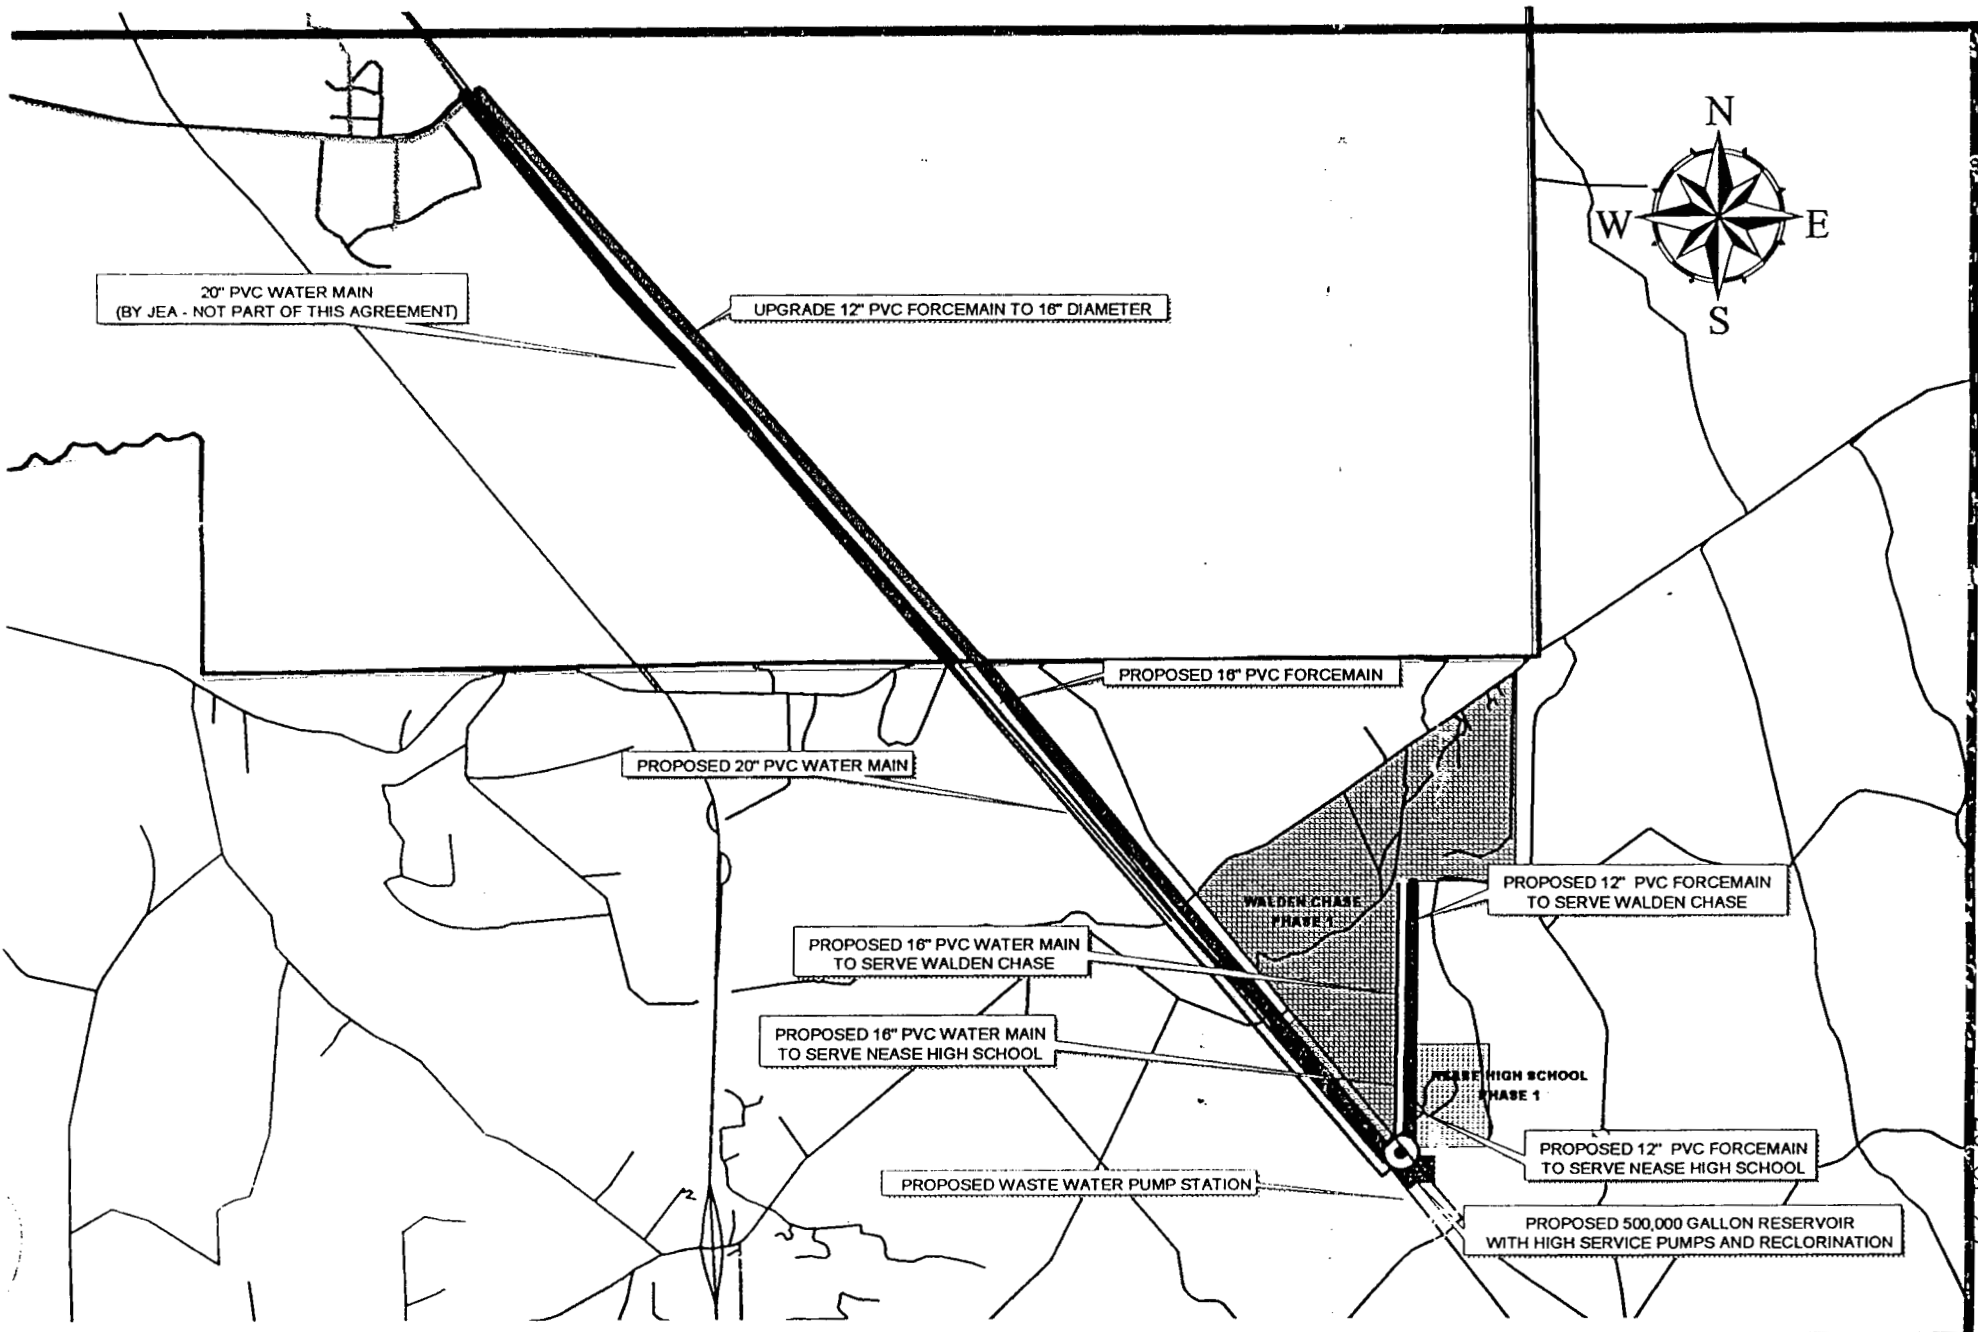 N
W E
S
20" PVC WATER MAIN
(BY JEA - NOT PART OF THIS AGREEMENT)
UPGRADE 12" PVC FORCEMAIN TO 16" DIAMETER
PROPOSED 16" PVC FORCEMAIN
PROPOSED 20" PVC WATER MAIN
PROPOSED 12" PVC FORCEMAIN
TO SERVE WALDEN CHASE
WALDEN CHASE
PHASE 1
PROPOSED 16" PVC WATER MAIN
TO SERVE WALDEN CHASE
PROPOSED 16" PVC WATER MAIN
TO SERVE NEASE HIGH SCHOOL
NEASE HIGH SCHOOL
PHASE 1
PROPOSED 12" PVC FORCEMAIN
TO SERVE NEASE HIGH SCHOOL
PROPOSED WASTE WATER PUMP STATION
PROPOSED 500,000 GALLON RESERVOIR
WITH HIGH SERVICE PUMPS AND RECLORINATION